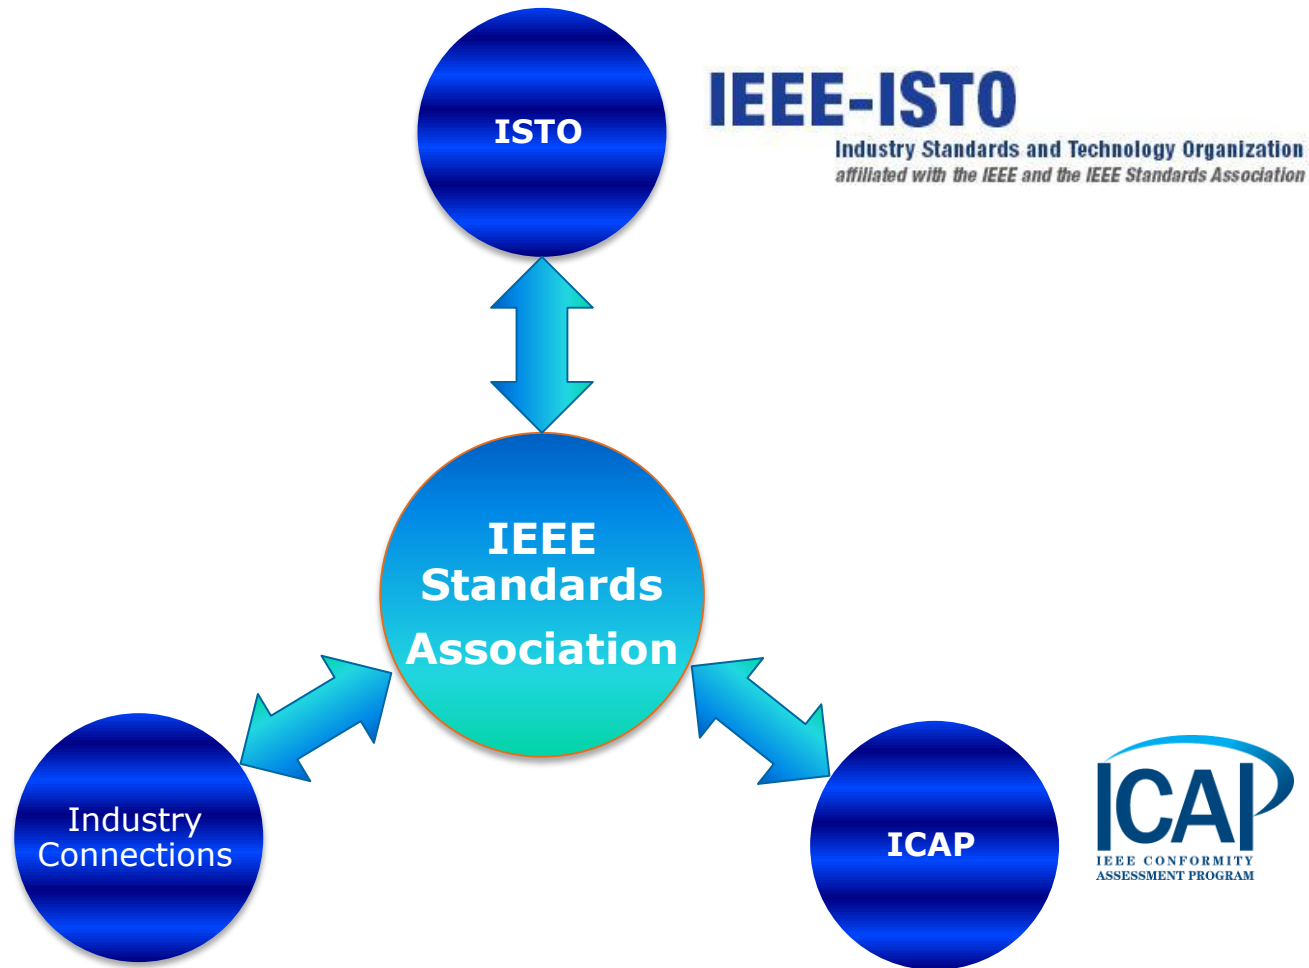 ISTO
IEEE-ISTO
Industry Standards and Technology Organization
affiliated with the IEEE and the IEEE Standards Association
IEEE
Standards
Association
Industry
Connections
ICAP
ICAP
IEEE CONFORMITY
ASSESSMENT PROGRAM